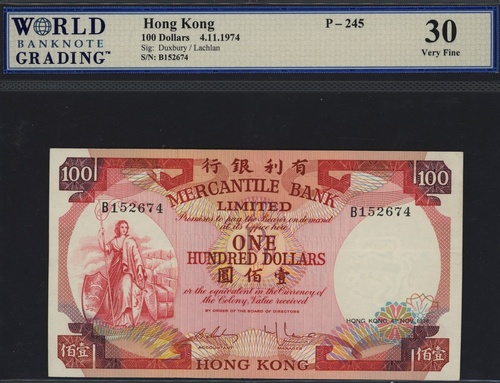 WORLD
BANKNOTE
GRADING™
Hong Kong
100 Dollars 4.11.1974
Sig: Duxbury / Lachlan
S/N: B152674
P - 245
30
Very Fine
行銀利有
100
100
MERCANTILE BANK
LIMITED
B152674
B152674
Promises to pay the Bearer on demand
at its Office here
ONE
HUNDRED DOLLARS
圓佰壹
or the equivalent in the Currency of
the Colony, Value received
BY ORDER OF THE BOARD OF DIRECTORS
HONG KONG, 4 NOV.
佰壹
佰壹
HONG KONG